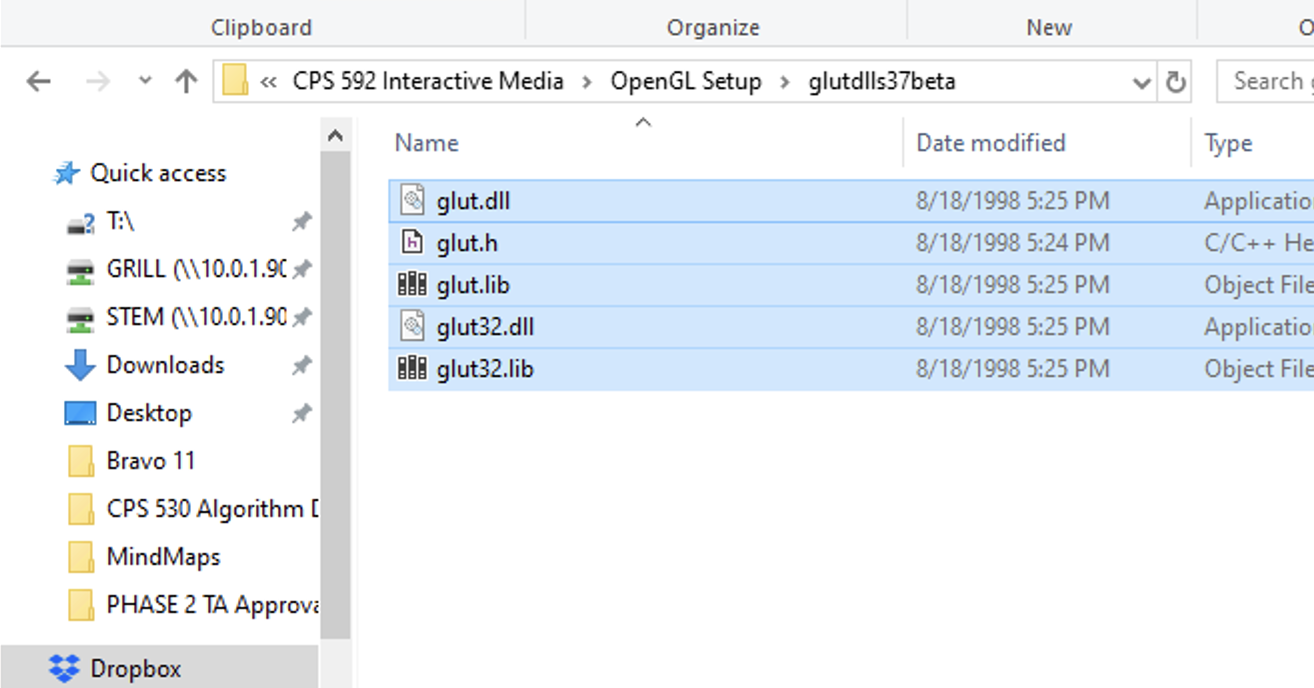 Clipboard Organize New
« CPS 592 Interactive Media > OpenGL Setup > glutdlls37beta Search
Name Date modified Type
Quick access
T:\
GRILL (\\10.0.1.90
STEM (\\10.0.1.90
Downloads
Desktop
Bravo 11
CPS 530 Algorithm D
MindMaps
PHASE 2 TA Approva
Dropbox
glut.dll 8/18/1998 5:25 PM Applicatio
glut.h 8/18/1998 5:24 PM C/C++ He
glut.lib 8/18/1998 5:25 PM Object File
glut32.dll 8/18/1998 5:25 PM Applicatio
glut32.lib 8/18/1998 5:25 PM Object File